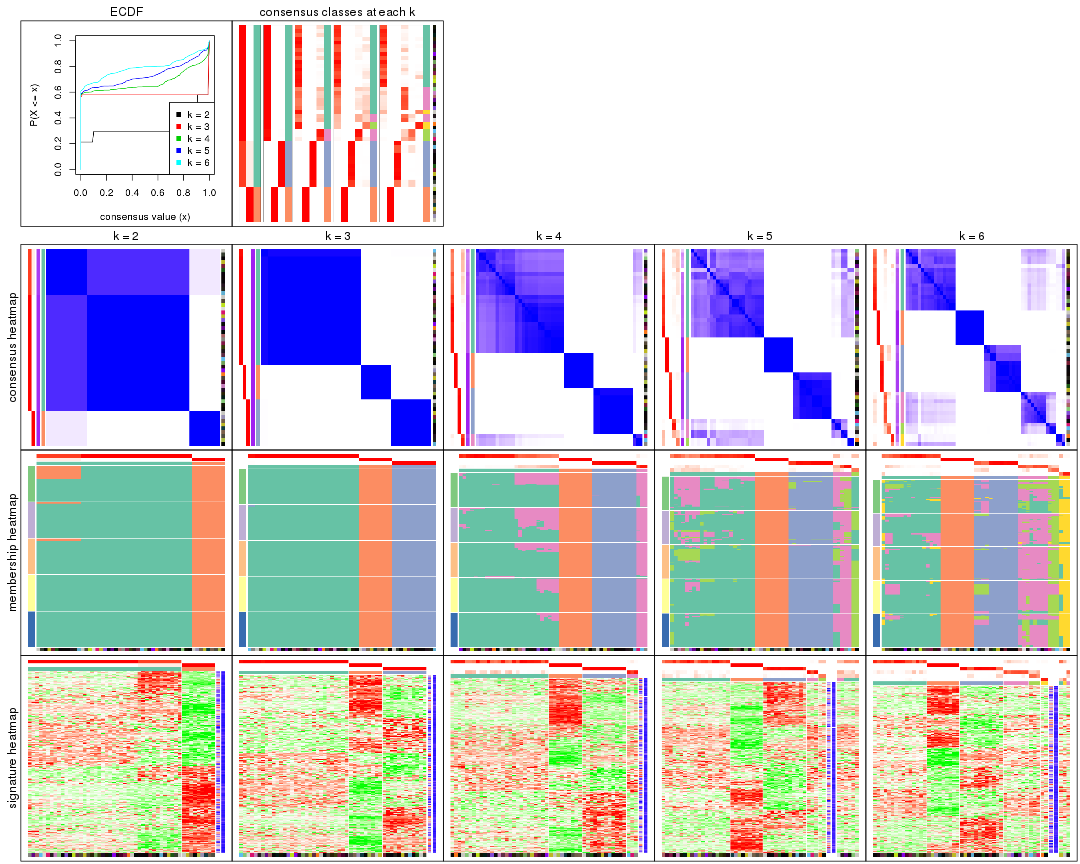 ECDF
consensus classes at each k
P(X <= x)
0.0 0.2 0.4 0.6 0.8 1.0
k = 2
k = 3
k = 4
k = 5
k = 6
0.0 0.2 0.4 0.6 0.8 1.0
consensus value (x)
k = 2 k = 3 k = 4 k = 5 k = 6
consensus heatmap
membership heatmap
signature heatmap